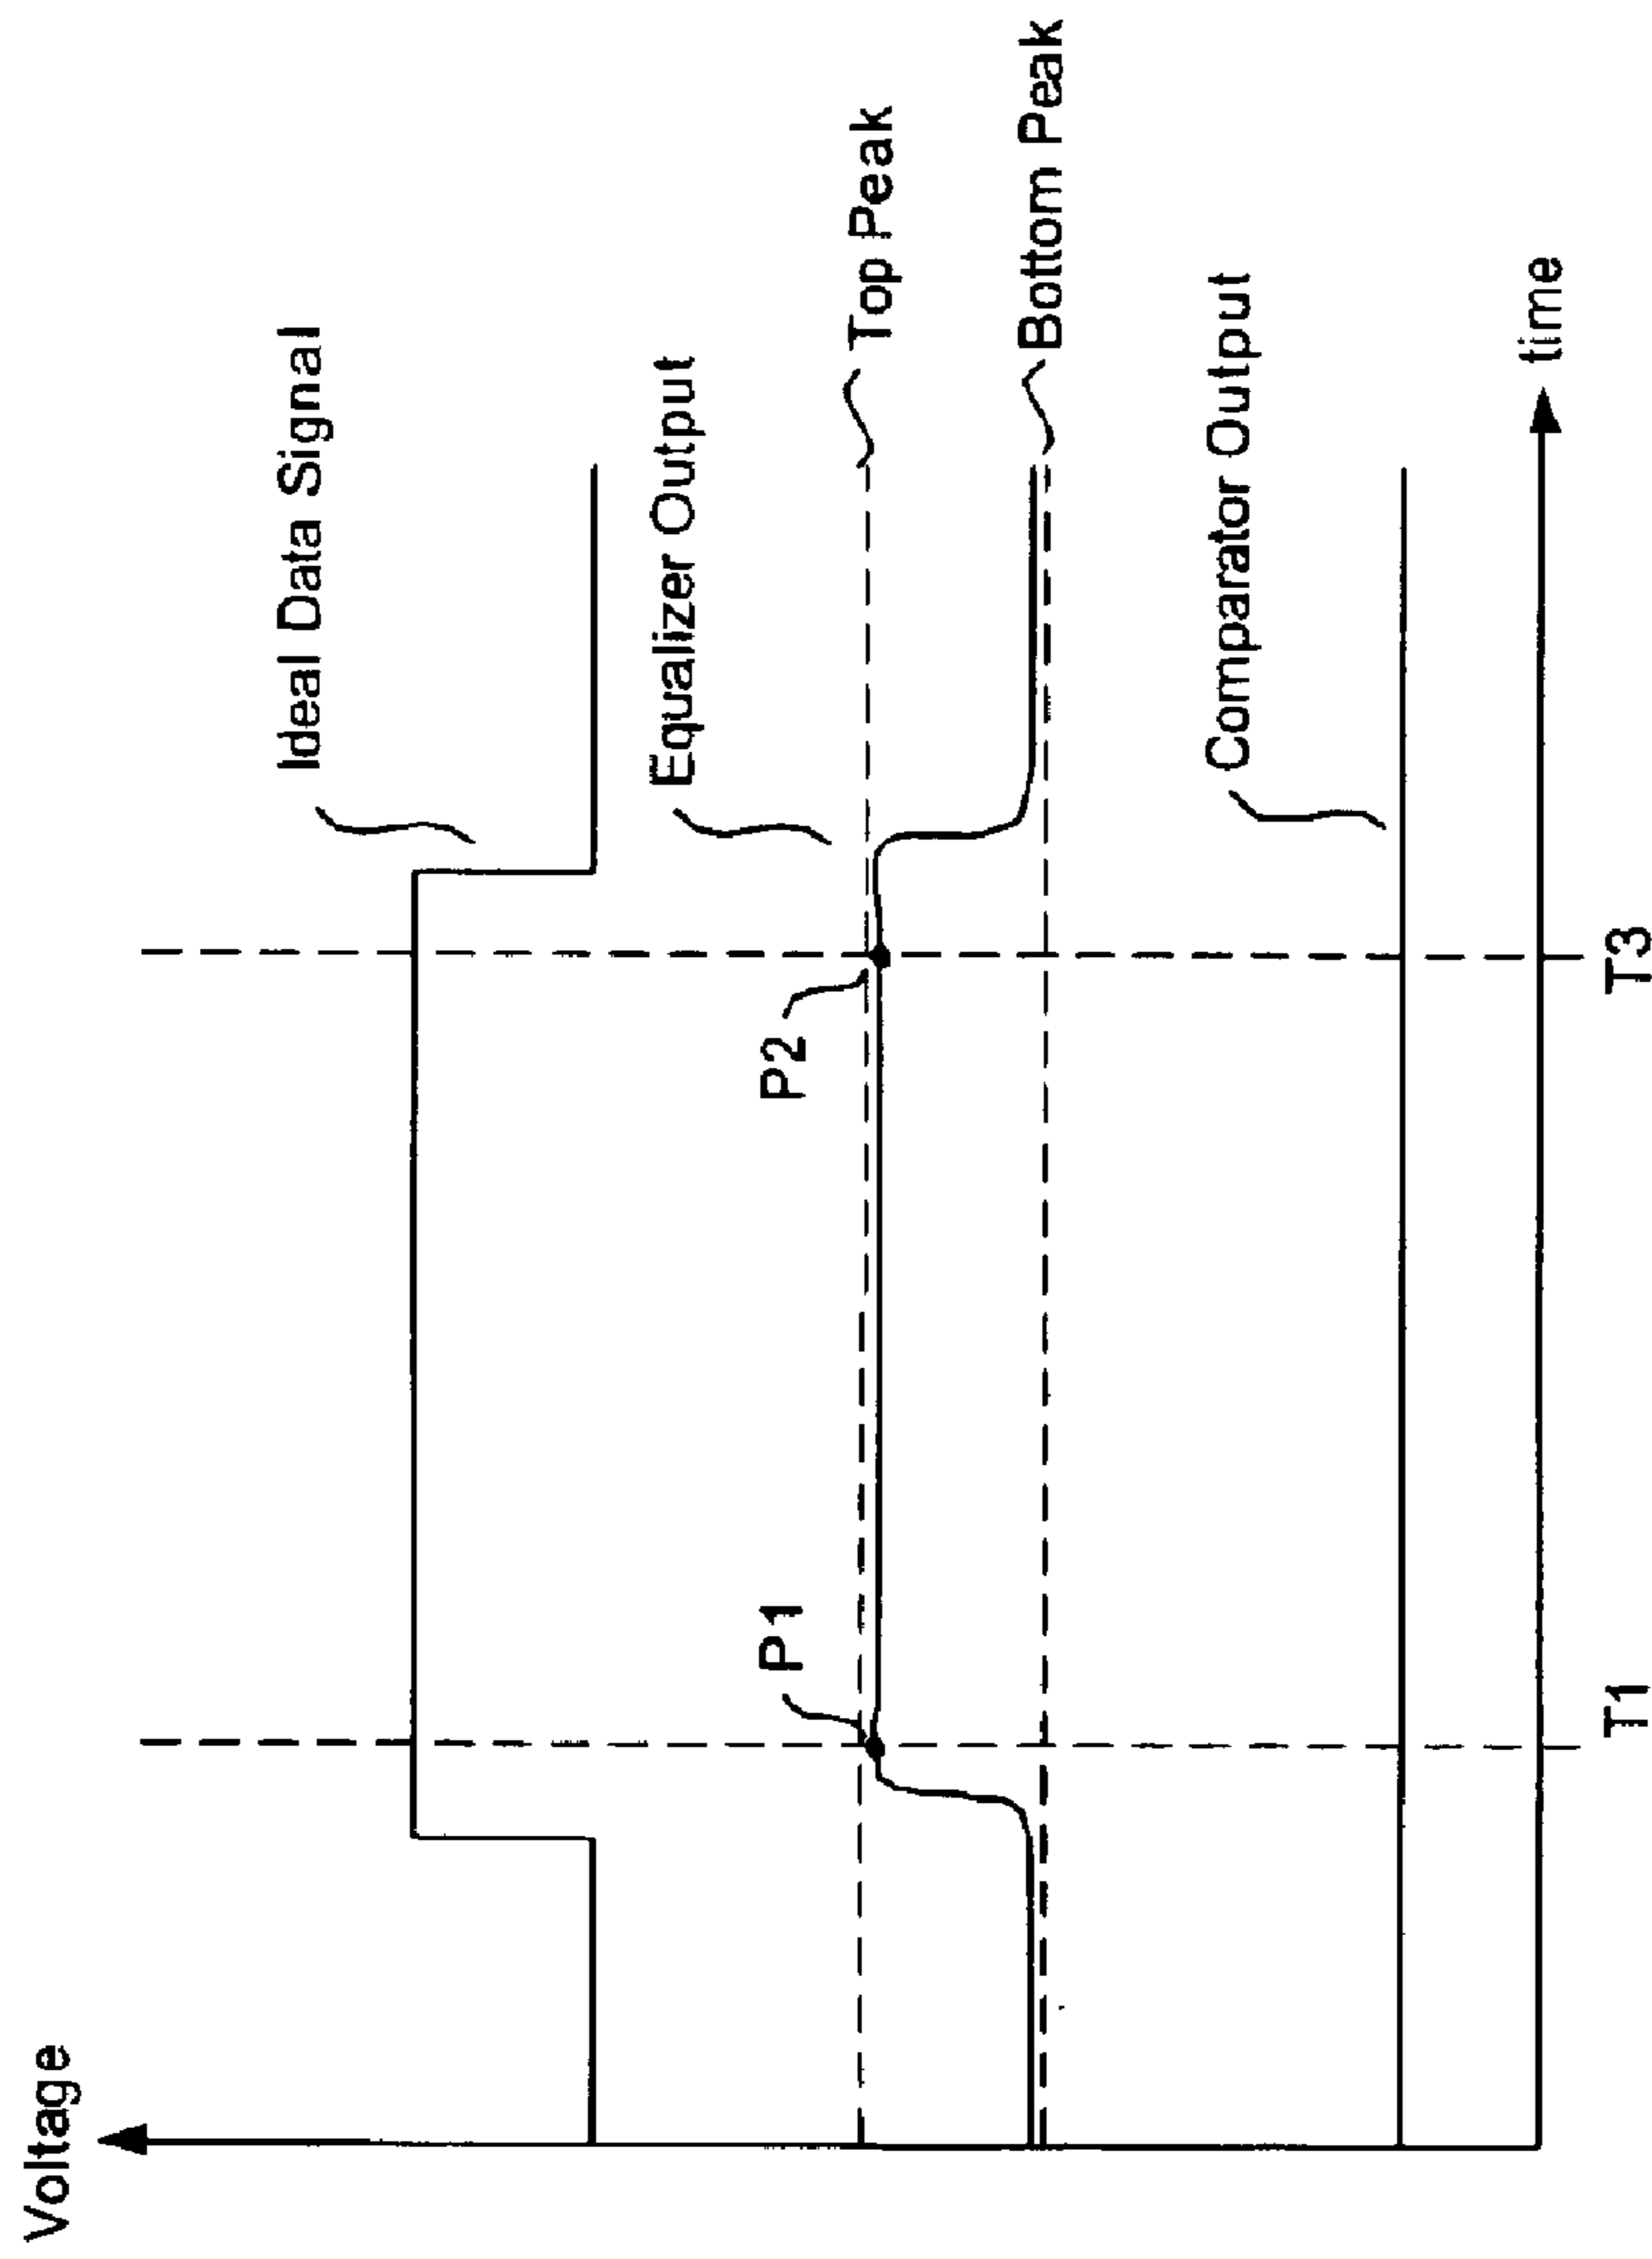 Voltage
Ideal Data Signal
Equalizer Output
Top Peak
Bottom Peak
P1
P2
Comparator Output
time
T1
T3